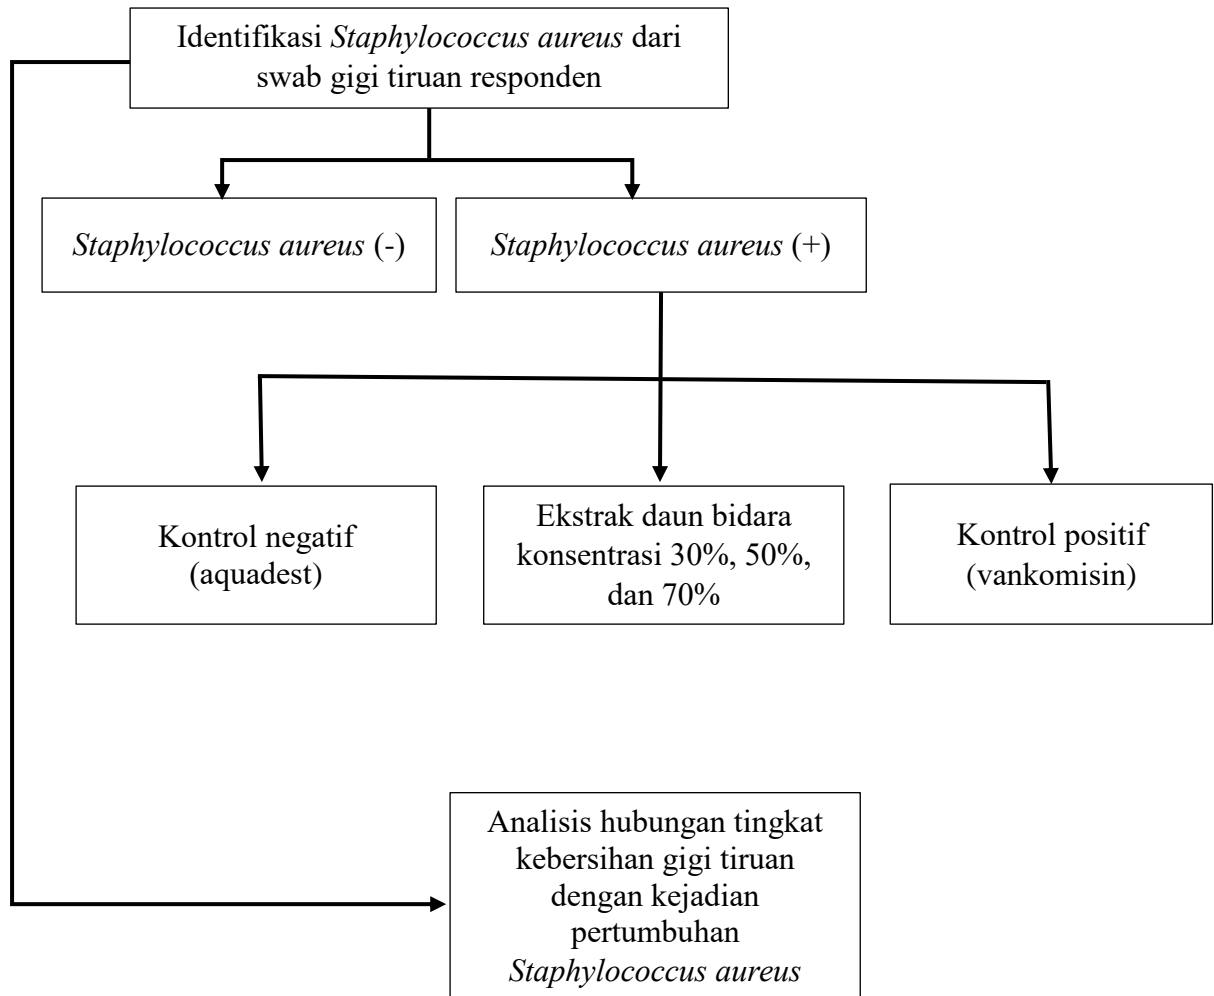 Identifikasi Staphylococcus aureus dari
swab gigi tiruan responden
Staphylococcus aureus (-)
Staphylococcus aureus (+)
Kontrol negatif
(aquadest)
Ekstrak daun bidara
konsentrasi 30%, 50%,
dan 70%
Kontrol positif
(vankomisin)
Analisis hubungan tingkat
kebersihan gigi tiruan
dengan kejadian
pertumbuhan
Staphylococcus aureus